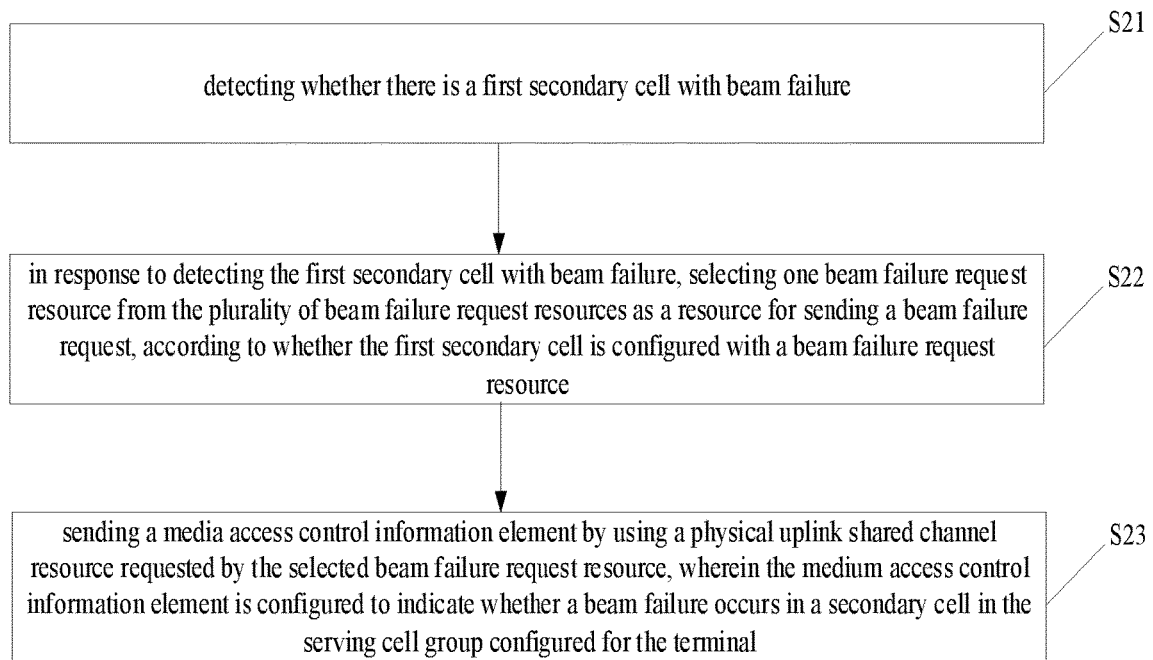 S21
detecting whether there is a first secondary cell with beam failure
in response to detecting the first secondary cell with beam failure, selecting one beam failure request
resource from the plurality of beam failure request resources as a resource for sending a beam failure
request, according to whether the first secondary cell is configured with a beam failure request
resource
S22
sending a media access control information element by using a physical uplink shared channel
resource requested by the selected beam failure request resource, wherein the medium access control
information element is configured to indicate whether a beam failure occurs in a secondary cell in the
serving cell group configured for the terminal
S23